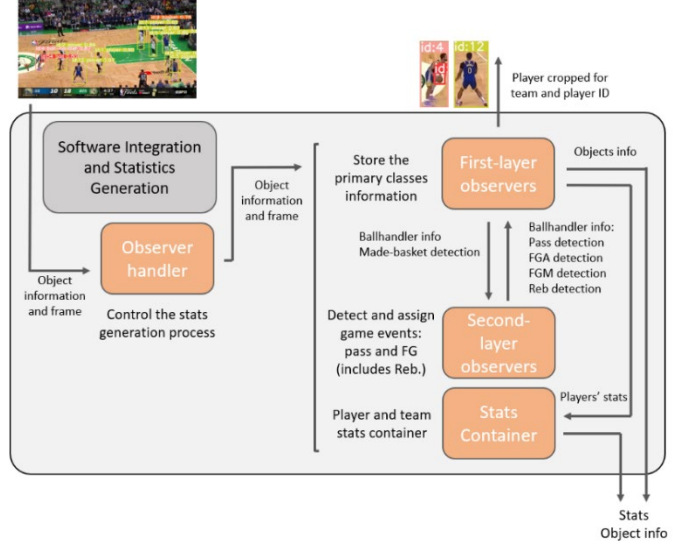 id:4
id:12
id
0
Player cropped for
team and player ID
Software Integration
and Statistics
Generation
Object
information
and frame
Observer
handler
Object
information
and frame
Control the stats
generation process
Store the
primary classes
information
First-layer
observers
Objects info
Ballhandler info
Made-basket detection
Ballhandler info:
Pass detection
FGA detection
FGM detection
Reb detection
Detect and assign
game events:
pass and FG
(includes Reb.)
Second-
layer
observers
Players' stats
Player and team
stats container
Stats
Container
Stats
Object info